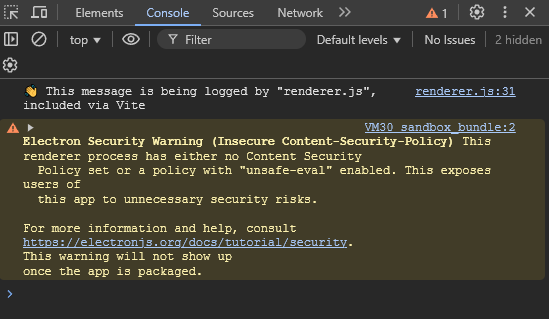 Elements Console Sources Network 1
top Filter Default levels No Issues 2 hidden
👋 This message is being logged by "renderer.js", renderer.js:31
included via Vite
VM30 sandbox_bundle:2
Electron Security Warning (Insecure Content-Security-Policy) This
renderer process has either no Content Security
Policy set or a policy with "unsafe-eval" enabled. This exposes
users of
this app to unnecessary security risks.
For more information and help, consult
https://electronjs.org/docs/tutorial/security.
This warning will not show up
once the app is packaged.